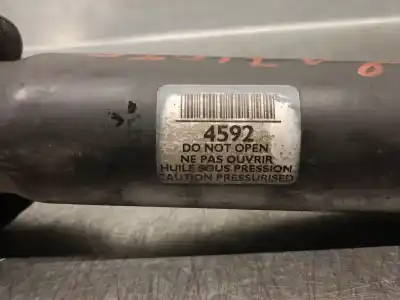 4592
DO NOT OPEN
NE PAS OUVRIR
HUILE SOUS PRESSION
CAUTION PRESSURISED